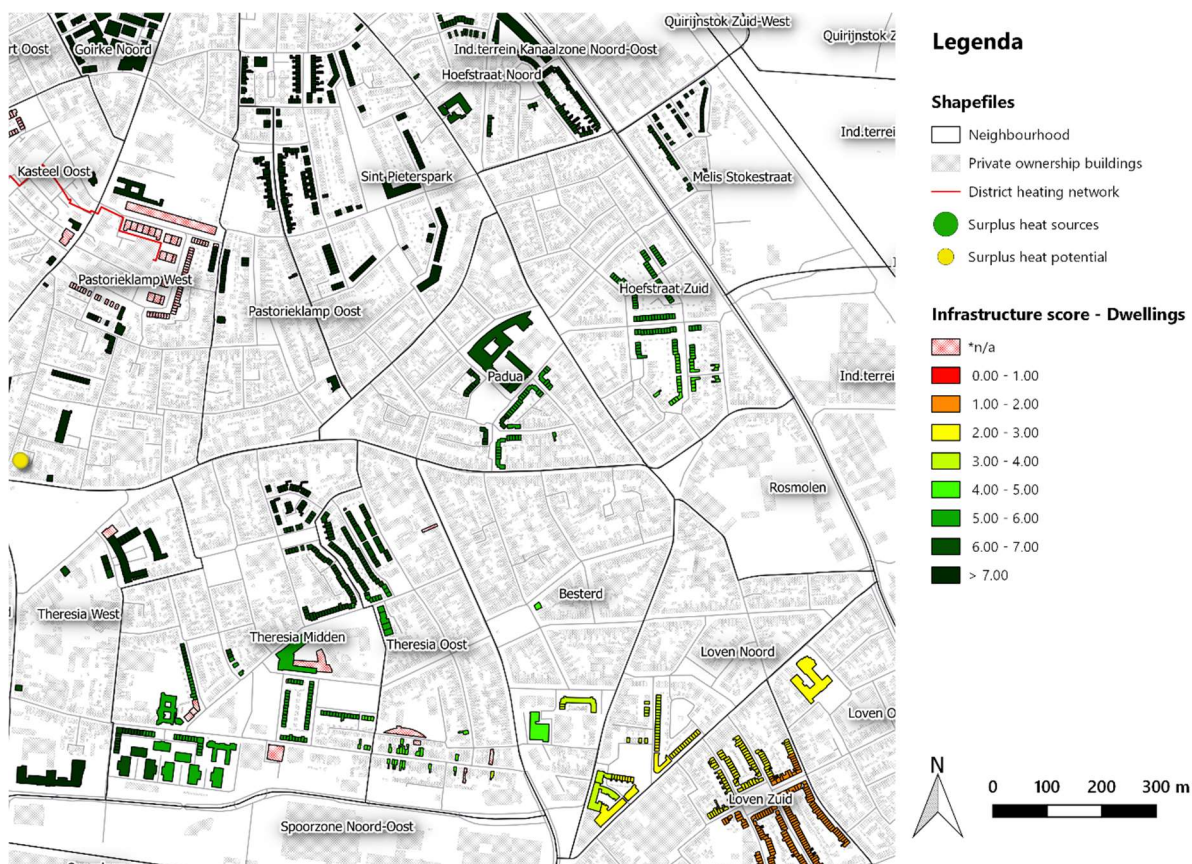 Quirijnstok Zuid-West
rt Oost
Goirke Noord
Ind.terrein Kanaalzone Noord-Oost
Quirijnstok Z
Hoefstraat Noord
Ind.terrei
Kasteel Oost
Sint Pieterspark
Melis Stokestraat
Pastorieklamp West
Hoefstraat Zuid
Pastorieklamp Oost
Padua
Ind.terrei
Rosmolen
Besterd
Theresia West
Theresia Midden
Theresia Oost
Loven Noord
Loven O
Loven Zuid
Spoorzone Noord-Oost
Legenda
Shapefiles
Neighbourhood
Private ownership buildings
District heating network
Surplus heat sources
Surplus heat potential
Infrastructure score - Dwellings
*n/a
0.00 - 1.00
1.00 - 2.00
2.00 - 3.00
3.00 - 4.00
4.00 - 5.00
5.00 - 6.00
6.00 - 7.00
> 7.00
N
0 100 200 300 m